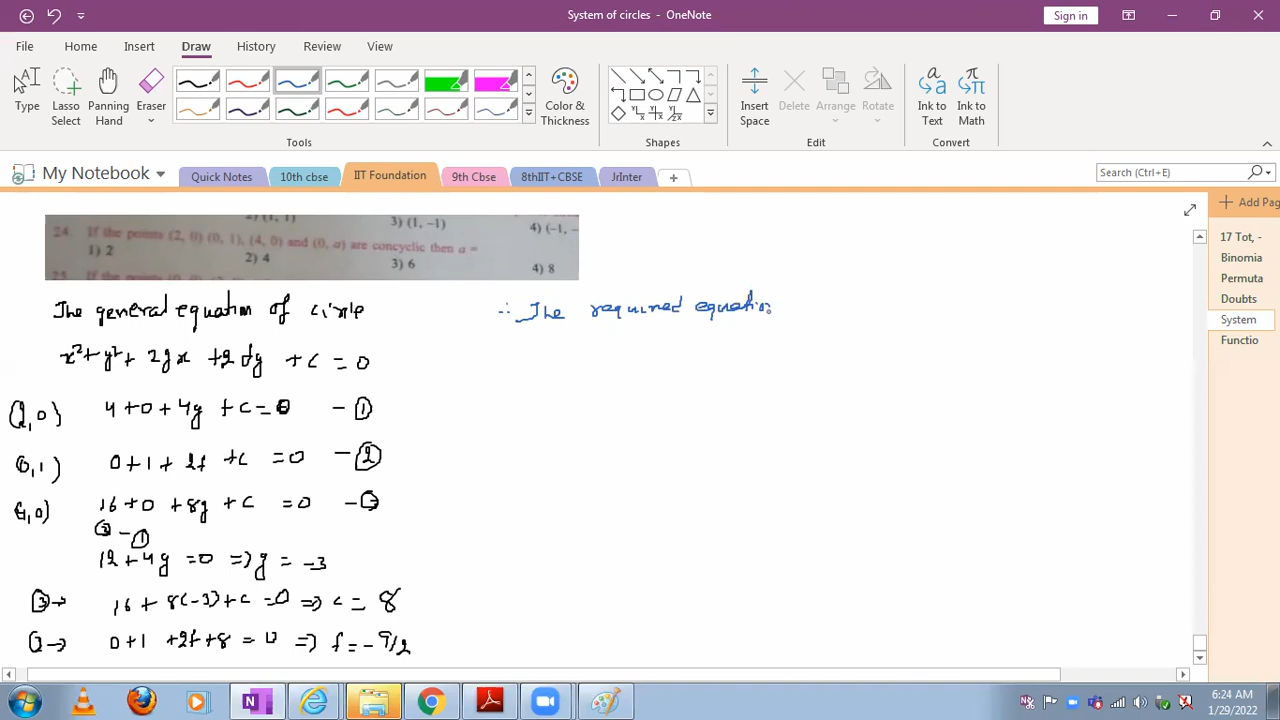 System of circles - OneNote
Sign in
File Home Insert Draw History Review View
Type
Lasso Select
Panning Hand
Eraser
Color & Thickness
Insert Space
Delete
Arrange
Rotate
Ink to Text
Ink to Math
Tools
Shapes
Edit
Convert
My Notebook
Quick Notes
10th cbse
IIT Foundation
9th Cbse
8thIIT+CBSE
JrInter
Search (Ctrl+E)
Add Pag
17 Tot, -
Binomia
Permuta
Doubts
System
Functio
2) (1, 1) 3) (1, -1) 4) (-1, -
24. If the points (2, 0) (0, 1), (4, 0) and (0, a) are concyclic then a =
1) 2 2) 4 3) 6 4) 8
The general equation of circle
x²+y²+2gx+2fy+c=0
(2,0) 4+0+4g+c=0 -①
(0,1) 0+1+2f+c=0 -②
(4,0) 16+0+8g+c=0 -③
③-①
12+4g=0 => g=-3
③→ 16+8(-3)+c=0 => c=8
②→ 0+1+2f+8=0 => f=-9/2
∴ The required equation
6:24 AM
1/29/2022